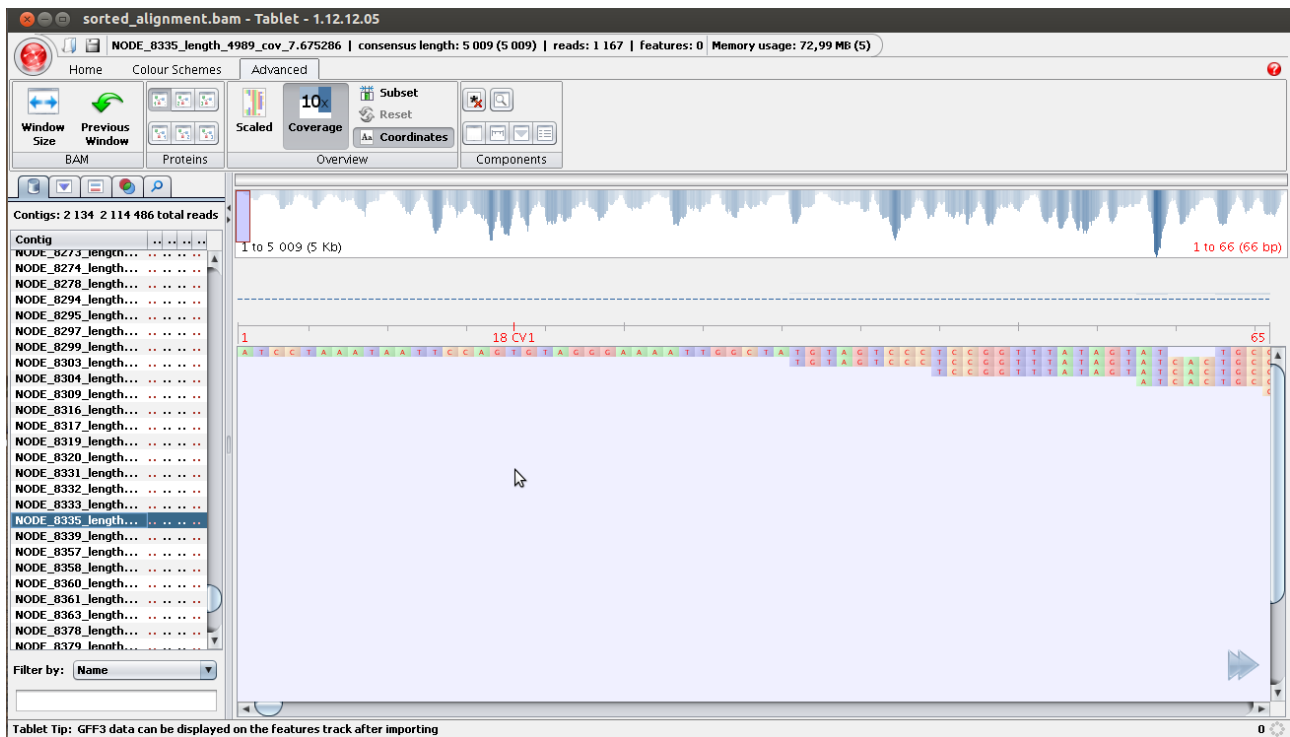 sorted_alignment.bam - Tablet - 1.12.12.05
NODE_8335_length_4989_cov_7.675286 | consensus length: 5 009 (5 009) | reads: 1 167 | features: 0 Memory usage: 72,99 MB (5)
Home Colour Schemes Advanced
Window Size
Previous Window
BAM
Proteins
Scaled
10x
Coverage
Subset
Reset
Aa Coordinates
Overview
Components
Contigs: 2 134 2 114 486 total reads
Contig .. .. .. ..
NODE_8273_length... .. .. .. ..
NODE_8274_length... .. .. .. ..
NODE_8278_length... .. .. .. ..
NODE_8294_length... .. .. .. ..
NODE_8295_length... .. .. .. ..
NODE_8297_length... .. .. .. ..
NODE_8299_length... .. .. .. ..
NODE_8303_length... .. .. .. ..
NODE_8304_length... .. .. .. ..
NODE_8309_length... .. .. .. ..
NODE_8316_length... .. .. .. ..
NODE_8317_length... .. .. .. ..
NODE_8319_length... .. .. .. ..
NODE_8320_length... .. .. .. ..
NODE_8331_length... .. .. .. ..
NODE_8332_length... .. .. .. ..
NODE_8333_length... .. .. .. ..
NODE_8335_length... .. .. .. ..
NODE_8339_length... .. .. .. ..
NODE_8357_length... .. .. .. ..
NODE_8358_length... .. .. .. ..
NODE_8360_length... .. .. .. ..
NODE_8361_length... .. .. .. ..
NODE_8363_length... .. .. .. ..
NODE_8378_length... .. .. .. ..
NODE_8379_length... .. .. .. ..
Filter by: Name
1 to 5 009 (5 Kb) 1 to 66 (66 bp)
1 18 CV1 65
A T C C T A A A T A A T T C C A G T G T A G G G A A A A T T G G C T A T G T A G T C C C T C C G G T T T A T A G T A T T G C
T G T A G T C C C T C C G G T T T A T A G T A T C A C T G C
T C C G G T T T A T A G T A T C A C T G C
A T C A C T G C
Tablet Tip: GFF3 data can be displayed on the features track after importing 0